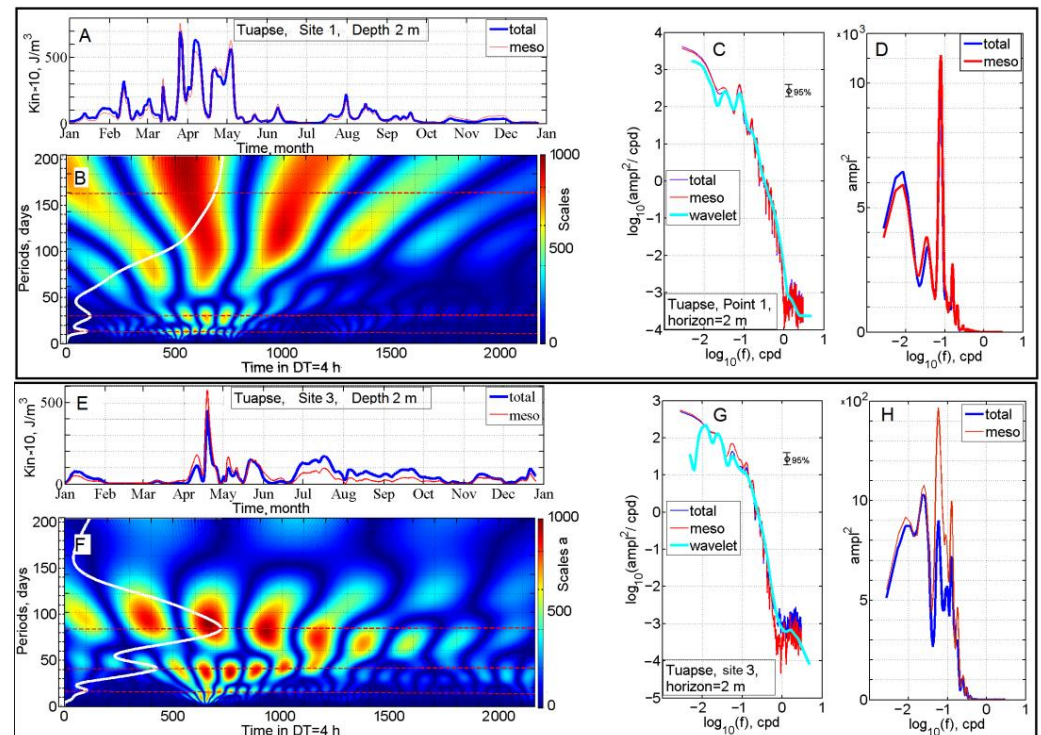 A
Tuapse, Site 1, Depth 2 m
total
meso
Kin-10, J/m³
500
0
Jan Feb Mar Apr May Jun Jul Aug Sep Oct Nov Dec Jan
Time, month
B
Periods, days
200
150
100
50
0
0 500 1000 1500 2000
Time in DT=4 h
1000
500
0
Scales
C
95%
log₁₀(ampl²/ cpd)
4
3
2
1
0
−1
−2
−3
−4
total
meso
wavelet
Tuapse, Point 1,
horizon=2 m
−2 −1 0 1
log₁₀(f), cpd
D
×10³
total
meso
ampl²
10
5
0
−2 −1 0 1
log₁₀(f), cpd
E
Tuapse, Site 3, Depth 2 m
total
meso
Kin-10, J/m³
500
0
Jan Feb Mar Apr May Jun Jul Aug Sep Oct Nov Dec Jan
Time, month
F
Periods, days
200
150
100
50
0
0 500 1000 1500 2000
Time in DT=4 h
1000
500
0
Scales a
G
95%
log₁₀(ampl²/ cpd)
3
2
1
0
−1
−2
−3
−4
−5
total
meso
wavelet
Tuapse, site 3,
horizon=2 m
−2 −1 0 1
log₁₀(f), cpd
H
×10²
total
meso
ampl²
10
5
0
−2 −1 0 1
log₁₀(f), cpd